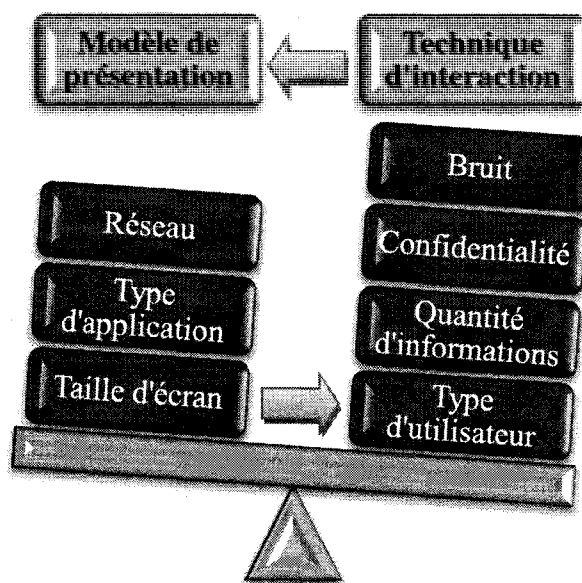 Modèle de
présentation
Technique
d'interaction
Réseau
Type
d'application
Taille d'écran
Bruit
Confidentialité
Quantité
d'informations
Type
d'utilisateur